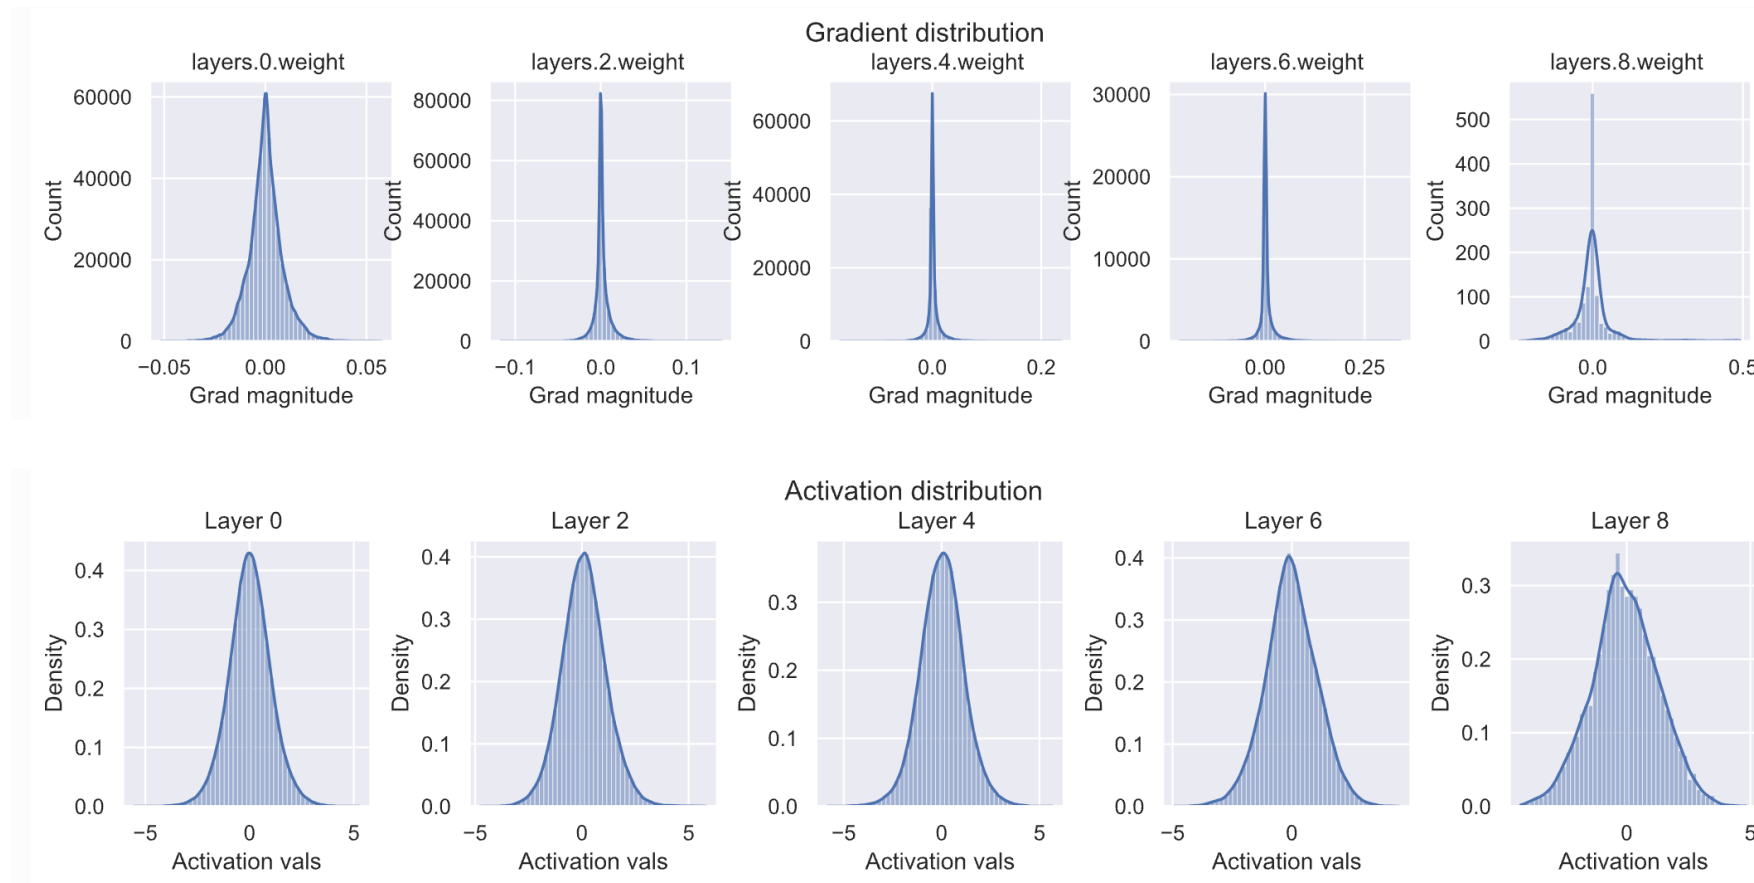 Gradient distribution
layers.0.weight
layers.2.weight
layers.4.weight
layers.6.weight
layers.8.weight
60000
40000
20000
0
Count
−0.05
0.00
0.05
Grad magnitude
80000
60000
40000
20000
0
Count
−0.1
0.0
0.1
Grad magnitude
60000
40000
20000
0
Count
0.0
0.2
Grad magnitude
30000
20000
10000
0
Count
0.00
0.25
Grad magnitude
500
400
300
200
100
0
Count
0.0
0.5
Grad magnitude
Activation distribution
Layer 0
Layer 2
Layer 4
Layer 6
Layer 8
0.4
0.3
0.2
0.1
0.0
Density
−5
0
5
Activation vals
0.4
0.3
0.2
0.1
0.0
Density
−5
0
5
Activation vals
0.3
0.2
0.1
0.0
Density
−5
0
5
Activation vals
0.4
0.3
0.2
0.1
0.0
Density
−5
0
Activation vals
0.3
0.2
0.1
0.0
Density
0
5
Activation vals